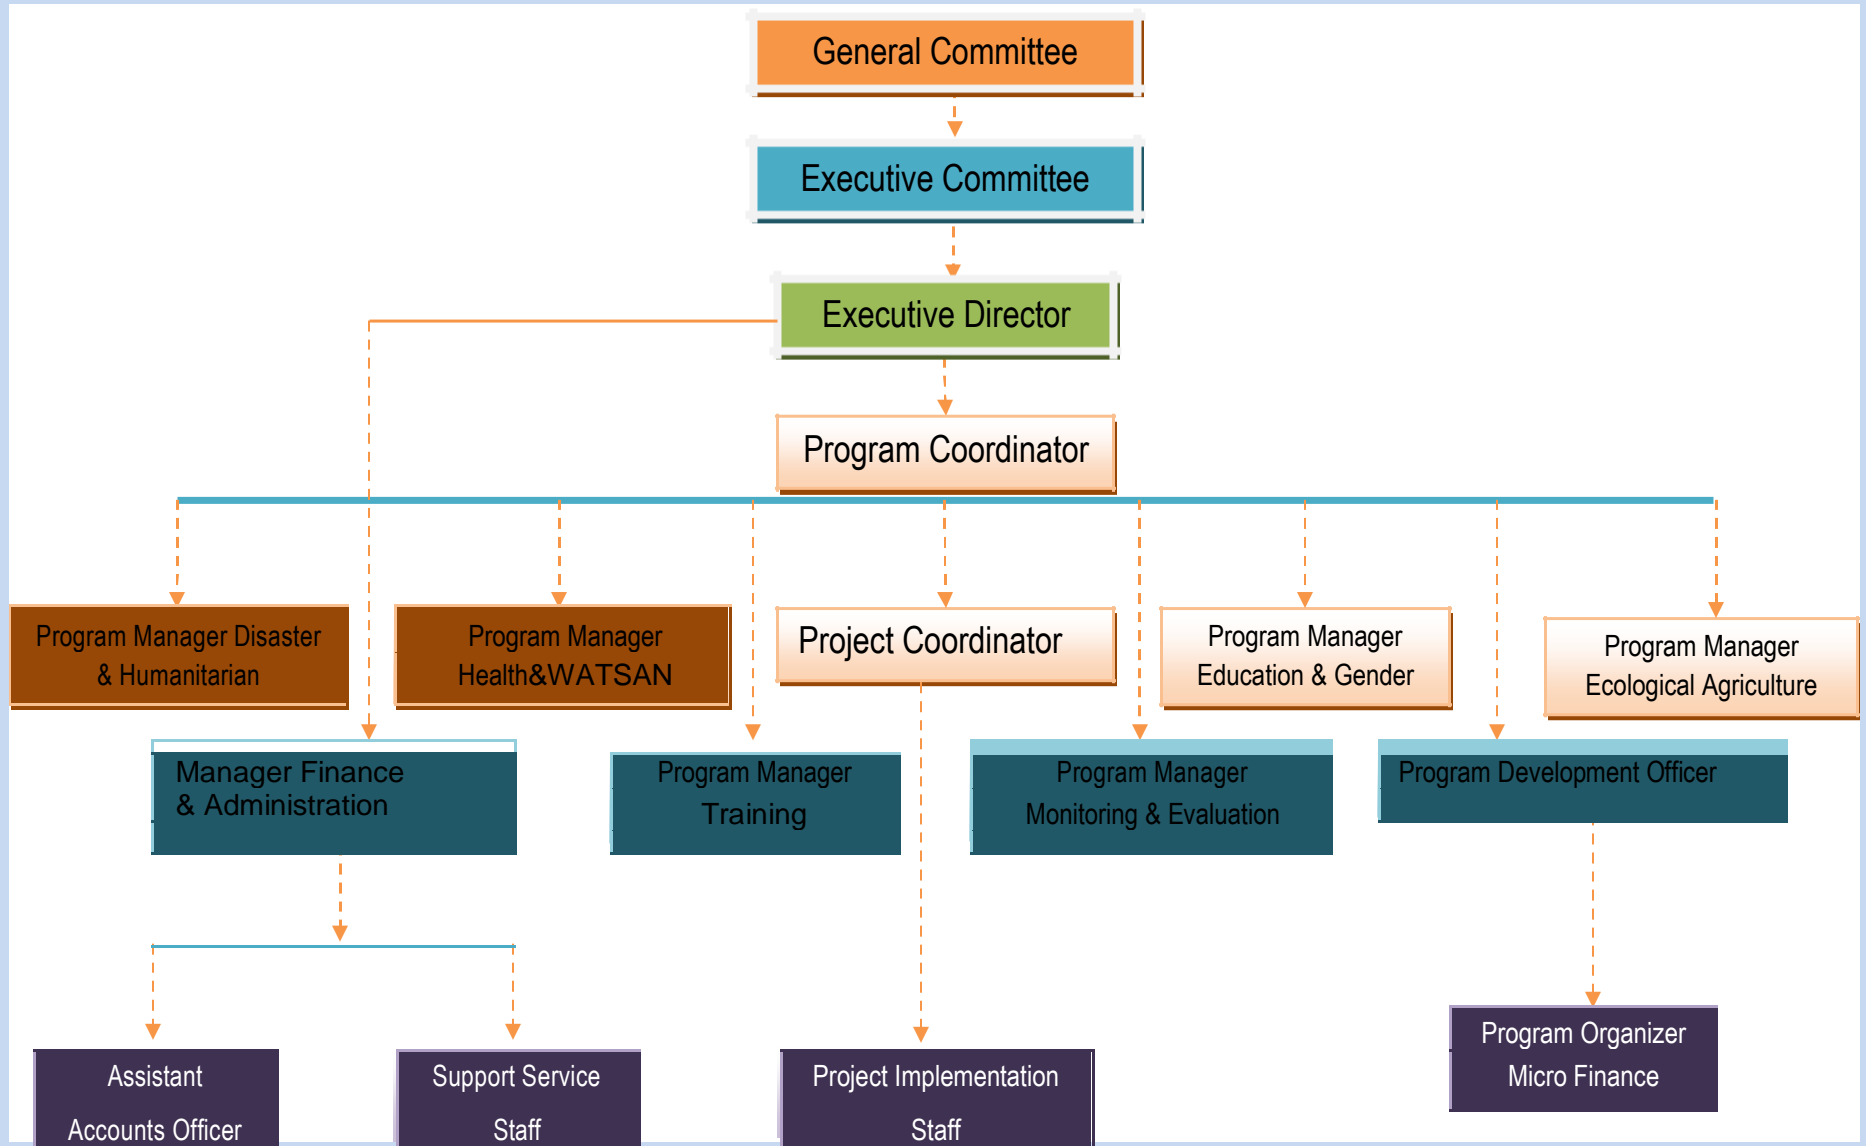 General Committee
Executive Committee
Executive Director
Program Coordinator
Program Manager Disaster
& Humanitarian
Program Manager
Health&WATSAN
Project Coordinator
Program Manager
Education & Gender
Program Manager
Ecological Agriculture
Manager Finance
& Administration
Program Manager
Training
Program Manager
Monitoring & Evaluation
Program Development Officer
Assistant
Accounts Officer
Support Service
Staff
Project Implementation
Staff
Program Organizer
Micro Finance